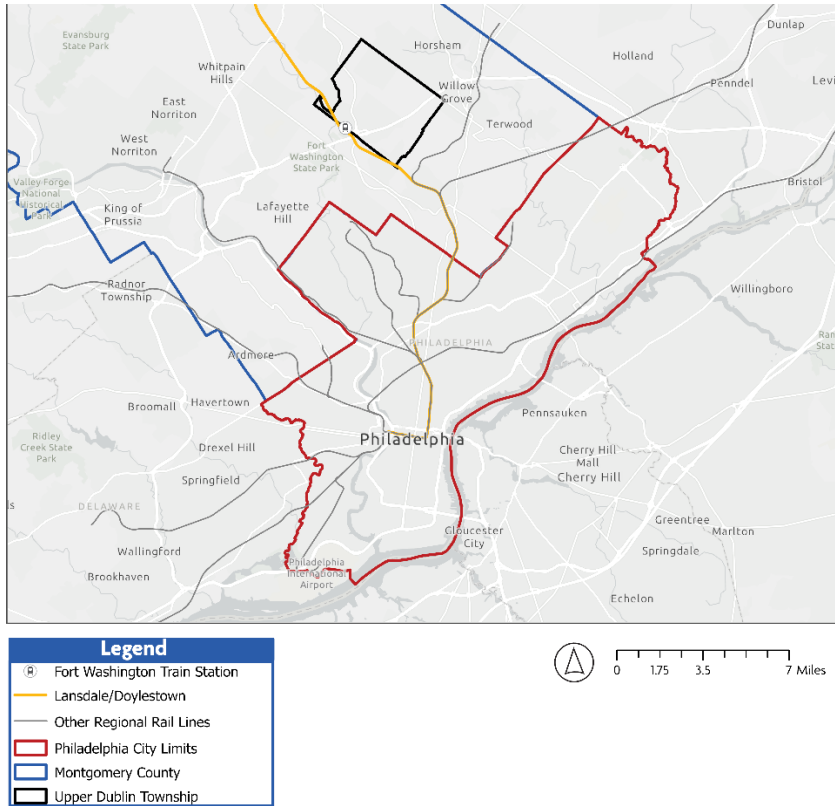 Evansburg
State Park
Horsham
Holland
Dunlap
Whitpain
Hills
Willow
Grove
Penndel
Levi
East
Norriton
Terwood
West
Norriton
Fort
Washington
State Park
Valley Forge
National
Historical
Park
King of
Prussia
Lafayette
Hill
Bristol
Radnor
Township
Willingboro
Ran
State
PHILADELPHIA
Ardmore
Broomall
Havertown
Pennsauken
Ridley
Creek State
Park
Drexel Hill
Philadelphia
Cherry Hill
Mall
Cherry Hill
Springfield
DELAWARE
Greentree
Marlton
Gloucester
City
Springdale
Wallingford
Brookhaven
Philadelphia
International
Airport
Echelon
ls
Legend
Fort Washington Train Station
Lansdale/Doylestown
Other Regional Rail Lines
Philadelphia City Limits
Montgomery County
Upper Dublin Township
0 1.75 3.5 7 Miles